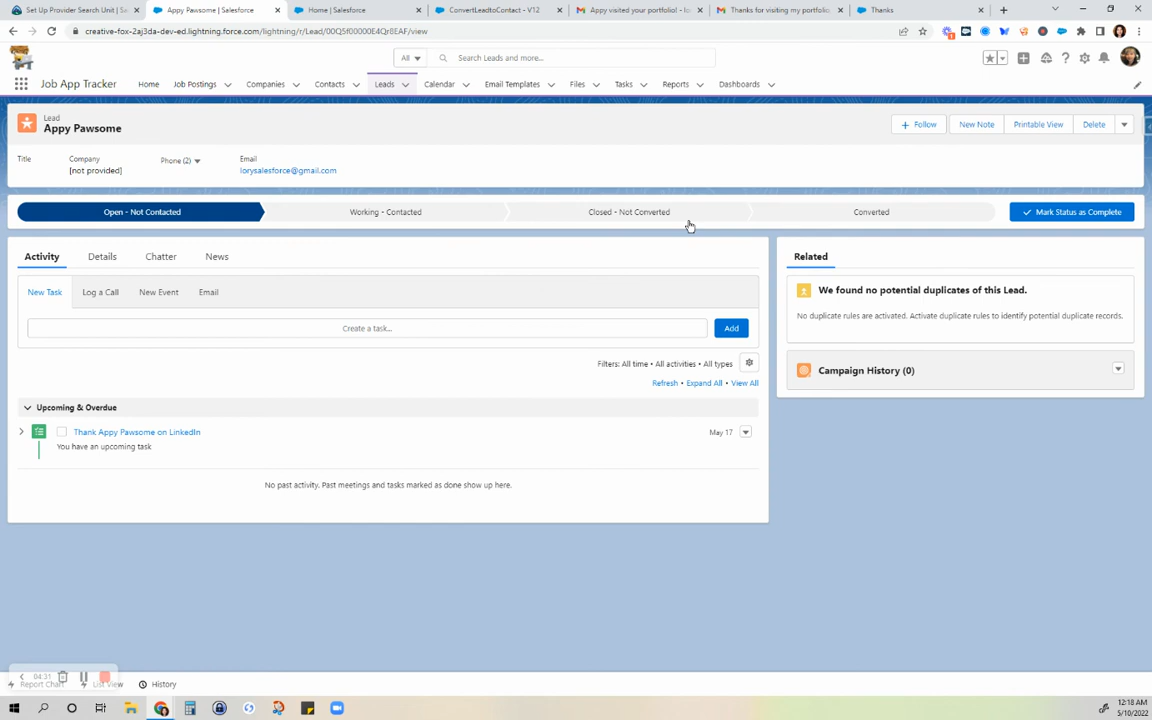 Set Up Provider Search Unit | Sa
Appy Pawsome | Salesforce
Home | Salesforce
ConvertLeadtoContact - V12
Appy visited your portfolio! - fo
Thanks for visiting my portfolio
Thanks
creative-fox-2aj3da-dev-ed.lightning.force.com/lightning/r/Lead/00Q5f00000E4Qr8EAF/view
All
Search Leads and more...
Job App Tracker
Home
Job Postings
Companies
Contacts
Leads
Calendar
Email Templates
Files
Tasks
Reports
Dashboards
Lead
Appy Pawsome
+ Follow
New Note
Printable View
Delete
Title
Company
Phone (2)
Email
[not provided]
lorysalesforce@gmail.com
Open - Not Contacted
Working - Contacted
Closed - Not Converted
Converted
Mark Status as Complete
Activity
Details
Chatter
News
New Task
Log a Call
New Event
Email
Create a task...
Add
Filters: All time • All activities • All types
Refresh • Expand All • View All
Upcoming & Overdue
Thank Appy Pawsome on LinkedIn
May 17
You have an upcoming task
No past activity. Past meetings and tasks marked as done show up here.
Related
We found no potential duplicates of this Lead.
No duplicate rules are activated. Activate duplicate rules to identify potential duplicate records.
Campaign History (0)
04:31
Report Chart
List View
History
12:18 AM
5/10/2022